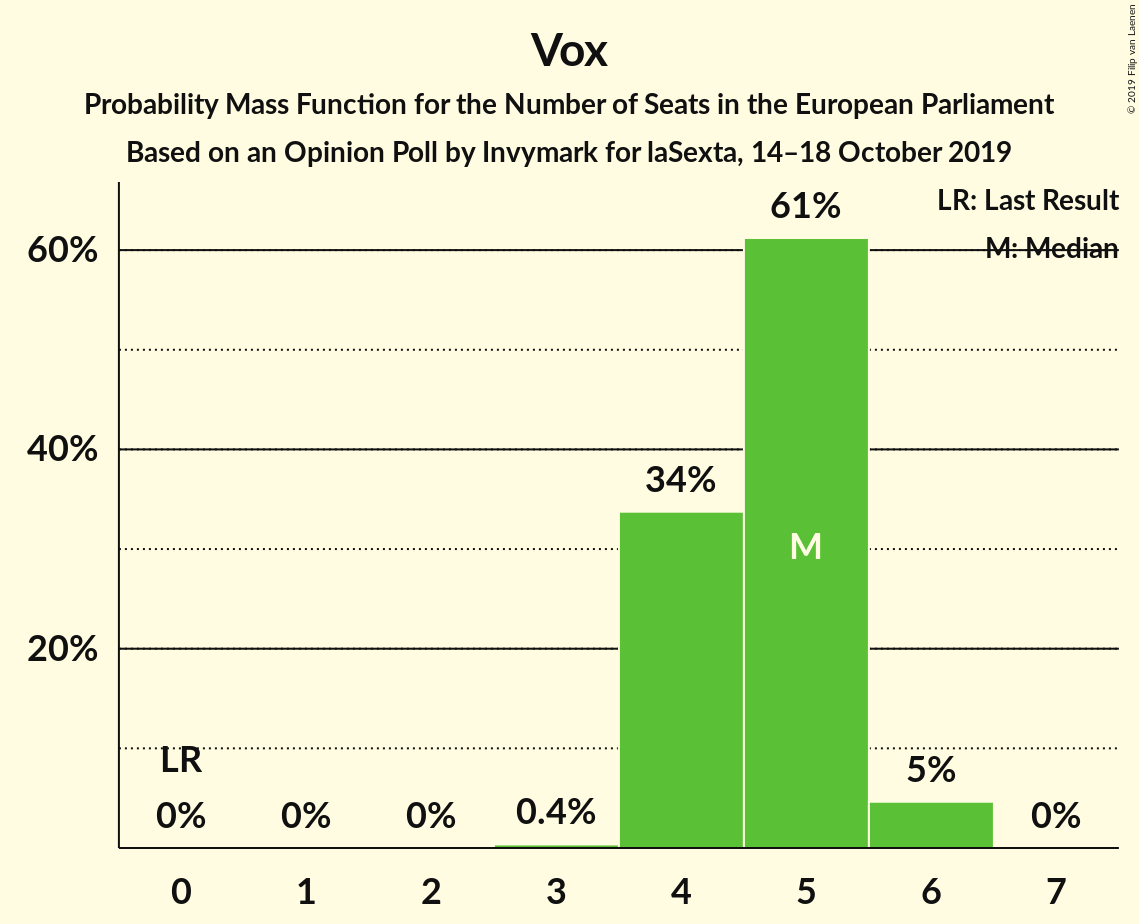 Vox
Probability Mass Function for the Number of Seats in the European Parliament
Based on an Opinion Poll by Invymark for laSexta, 14–18 October 2019
© 2019 Filip van Laenen
LR: Last Result
M: Median
60%
40%
20%
61%
34%
M
LR
0%
0%
0%
0.4%
5%
0%
0 1 2 3 4 5 6 7